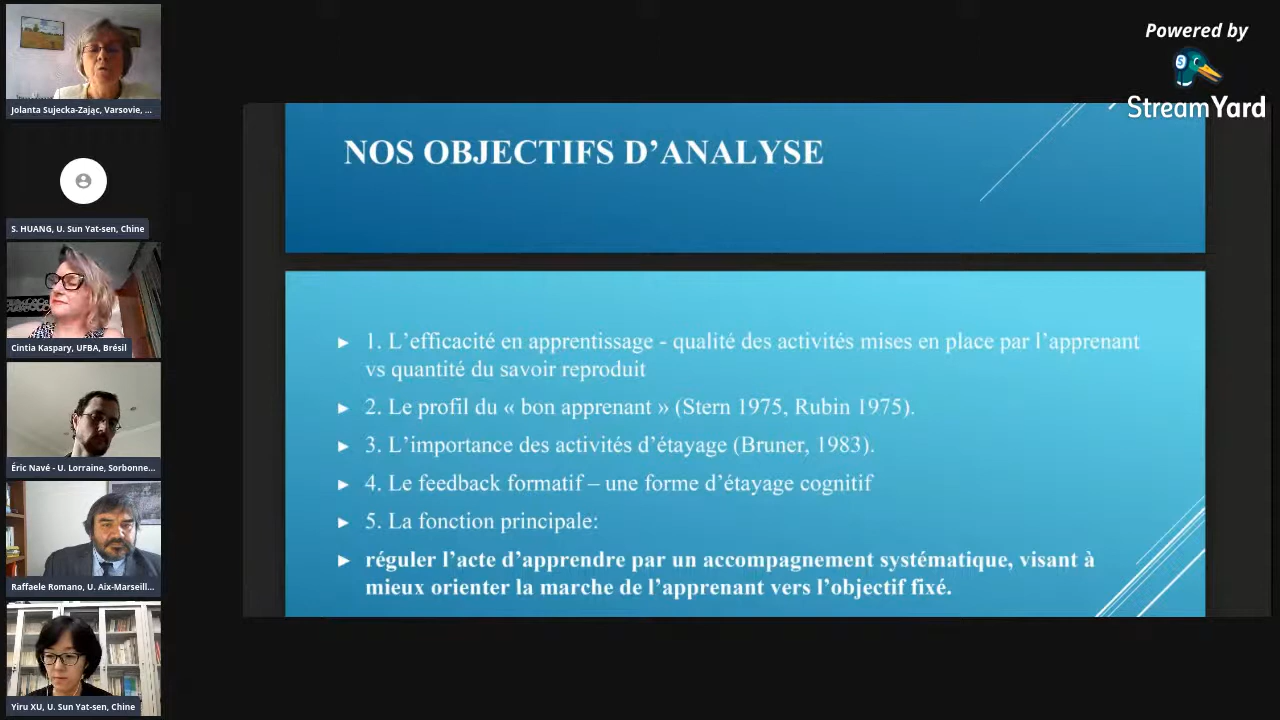 Powered by
StreamYard
Jolanta Sujecka-Zając, Varsovie, ...
S. HUANG, U. Sun Yat-sen, Chine
Cintia Kaspary, UFBA, Brésil
Éric Navé - U. Lorraine, Sorbonne...
Raffaele Romano, U. Aix-Marseill...
Yiru XU, U. Sun Yat-sen, Chine
NOS OBJECTIFS D’ANALYSE
1. L’efficacité en apprentissage - qualité des activités mises en place par l’apprenant
vs quantité du savoir reproduit
2. Le profil du « bon apprenant » (Stern 1975, Rubin 1975).
3. L’importance des activités d’étayage (Bruner, 1983).
4. Le feedback formatif – une forme d’étayage cognitif
5. La fonction principale:
réguler l’acte d’apprendre par un accompagnement systématique, visant à
mieux orienter la marche de l’apprenant vers l’objectif fixé.